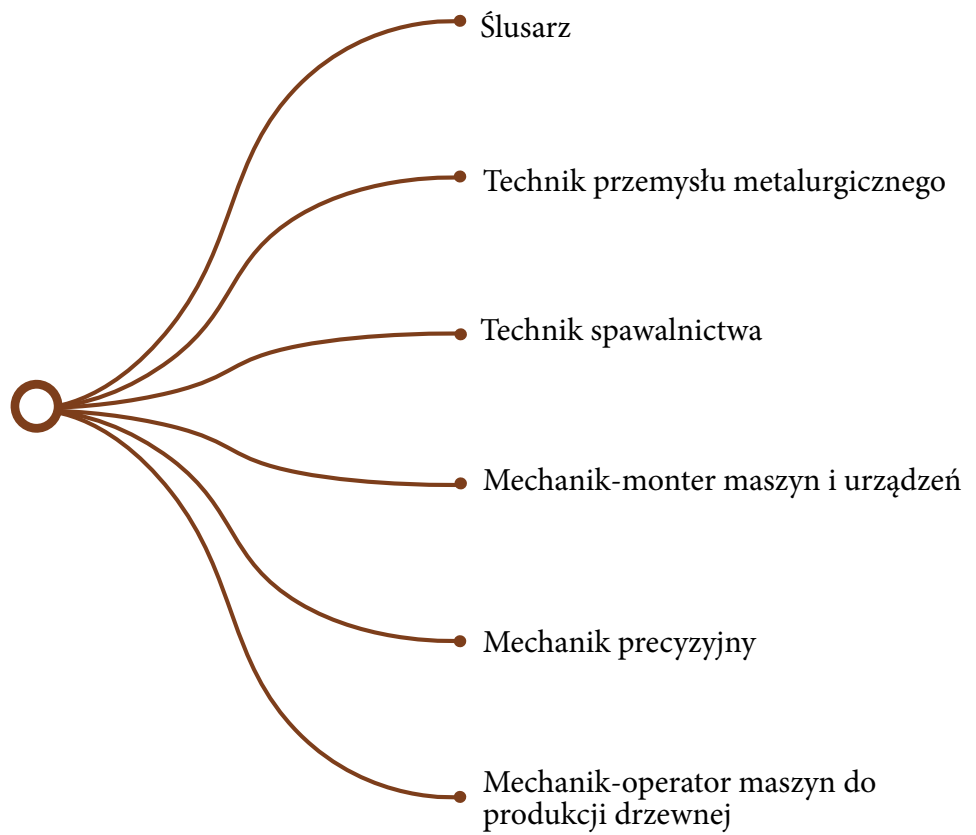 Ślusarz
Technik przemysłu metalurgicznego
Technik spawalnictwa
Mechanik-monter maszyn i urządzeń
Mechanik precyzyjny
Mechanik-operator maszyn do
produkcji drzewnej